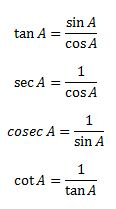 tan A = sin A / cos A
sec A = 1 / cos A
cosec A = 1 / sin A
cot A = 1 / tan A